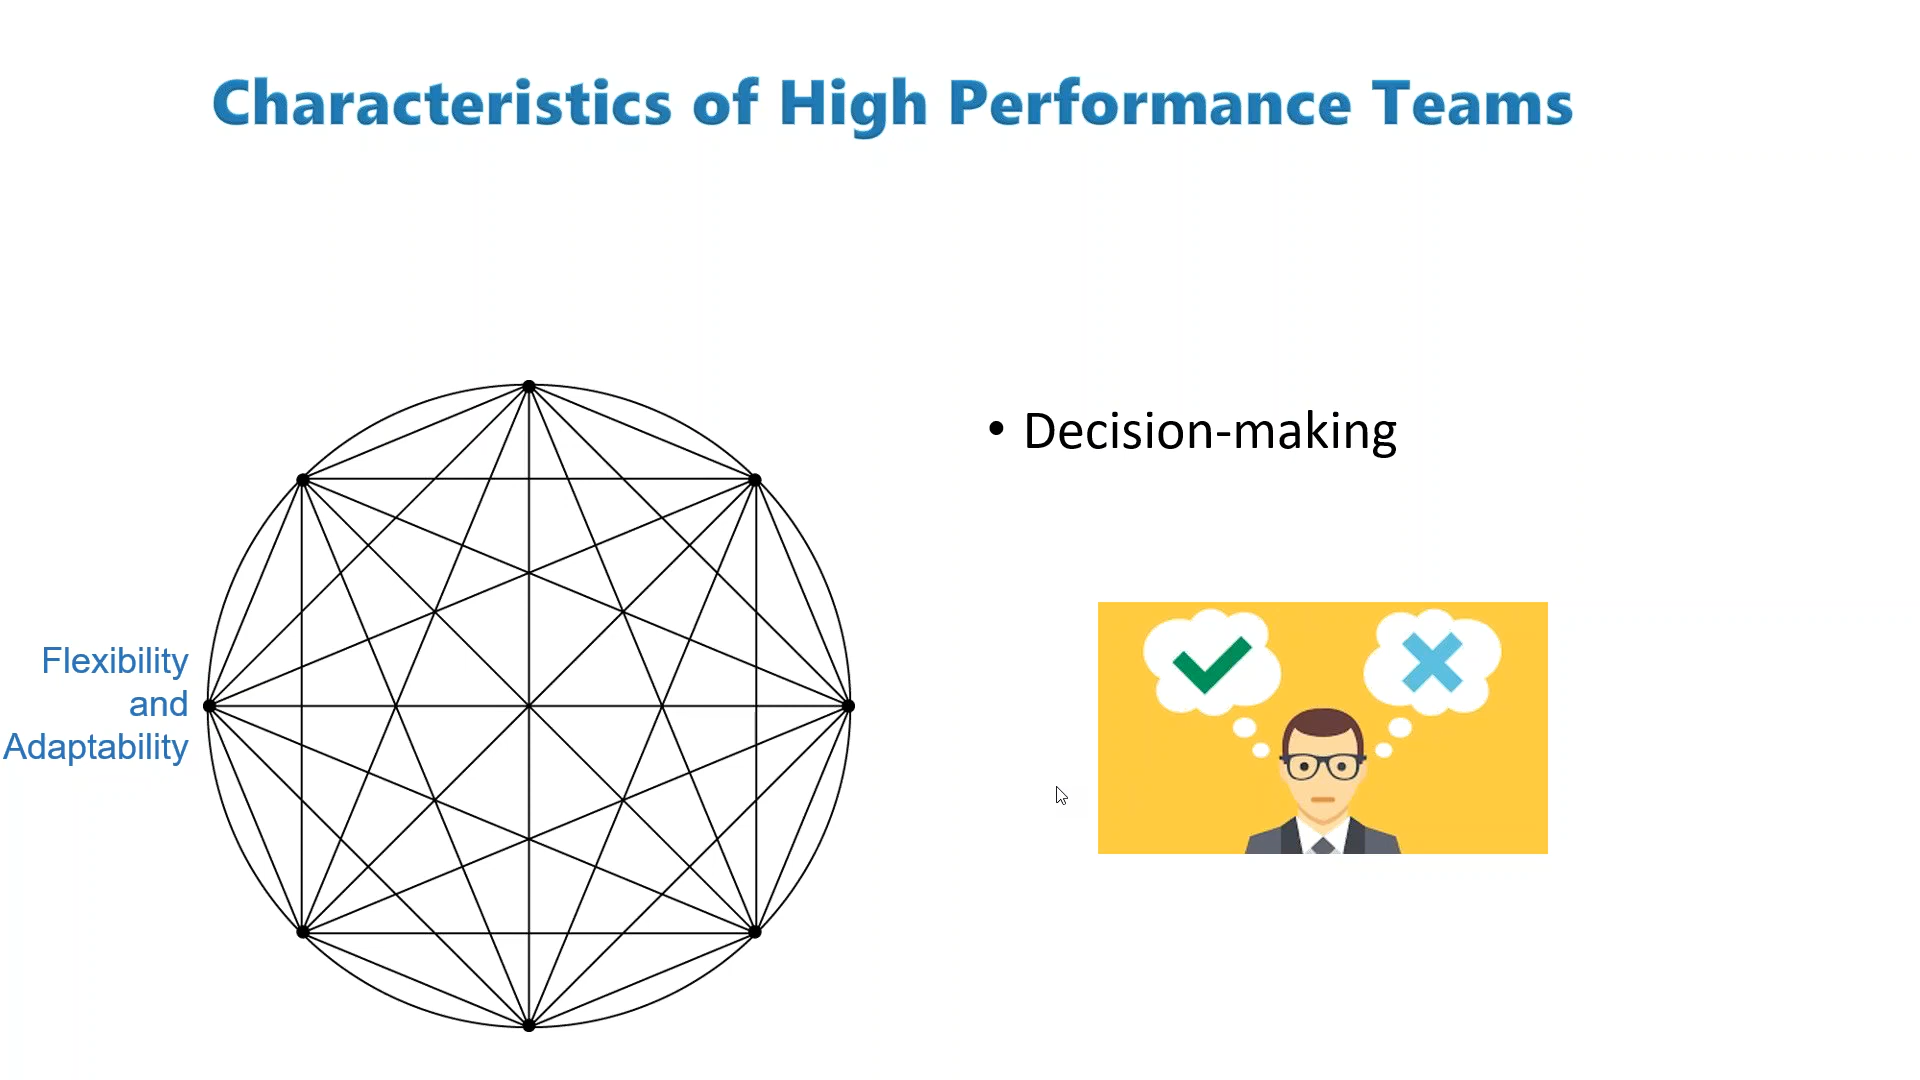 Characteristics of High Performance Teams
Flexibility
and
Adaptability
• Decision-making